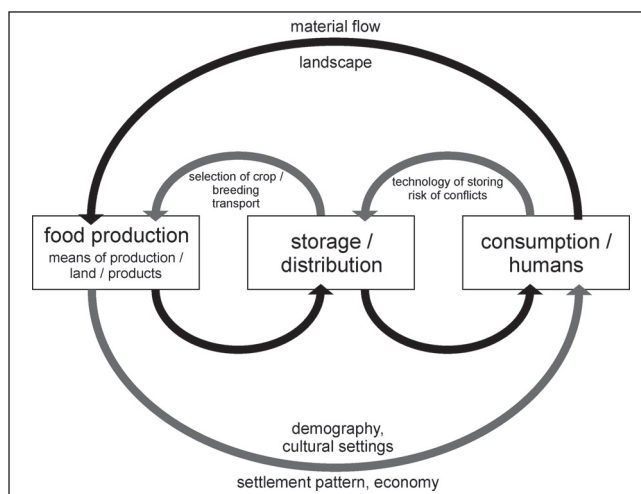 material flow
landscape
selection of crop /
breeding
transport
technology of storing
risk of conflicts
food production
means of production /
land / products
storage /
distribution
consumption /
humans
demography,
cultural settings
settlement pattern, economy